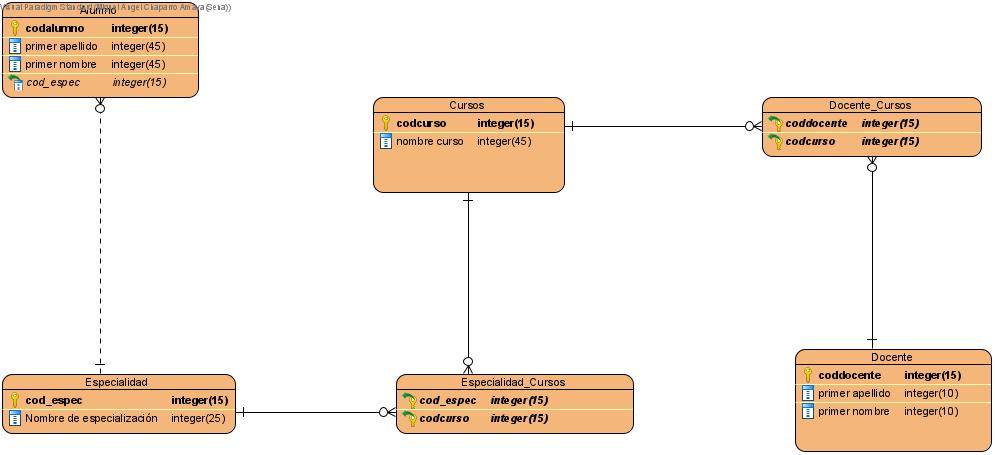 Visual Paradigm Standard(Miguel Angel Chaparro Amaya(Sena))
Alumno
codalumno integer(15)
primer apellido integer(45)
primer nombre integer(45)
cod_espec integer(15)
Cursos
codcurso integer(15)
nombre curso integer(45)
Docente_Cursos
coddocente integer(15)
codcurso integer(15)
Especialidad
cod_espec integer(15)
Nombre de especialización integer(25)
Especialidad_Cursos
cod_espec integer(15)
codcurso integer(15)
Docente
coddocente integer(15)
primer apellido integer(10)
primer nombre integer(10)